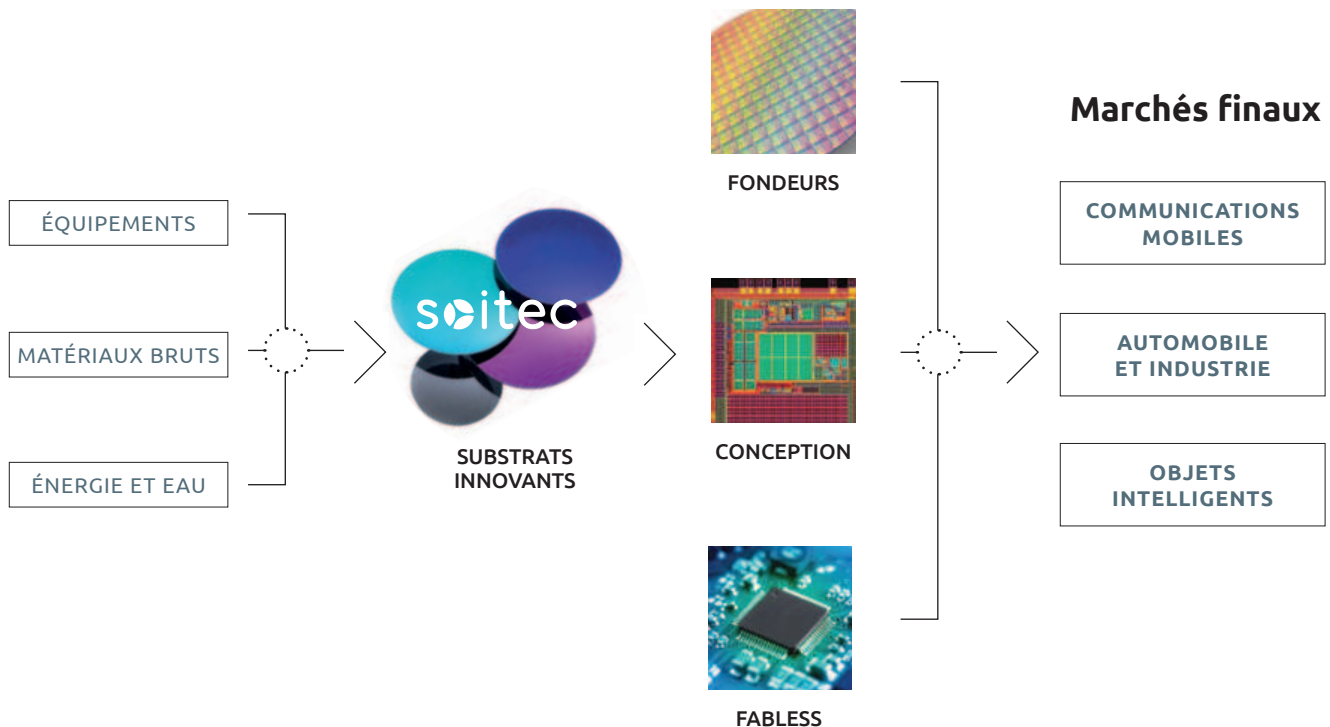 ÉQUIPEMENTS
MATÉRIAUX BRUTS
ÉNERGIE ET EAU
soitec
SUBSTRATS
INNOVANTS
FONDEURS
CONCEPTION
FABLESS
Marchés finaux
COMMUNICATIONS
MOBILES
AUTOMOBILE
ET INDUSTRIE
OBJETS
INTELLIGENTS